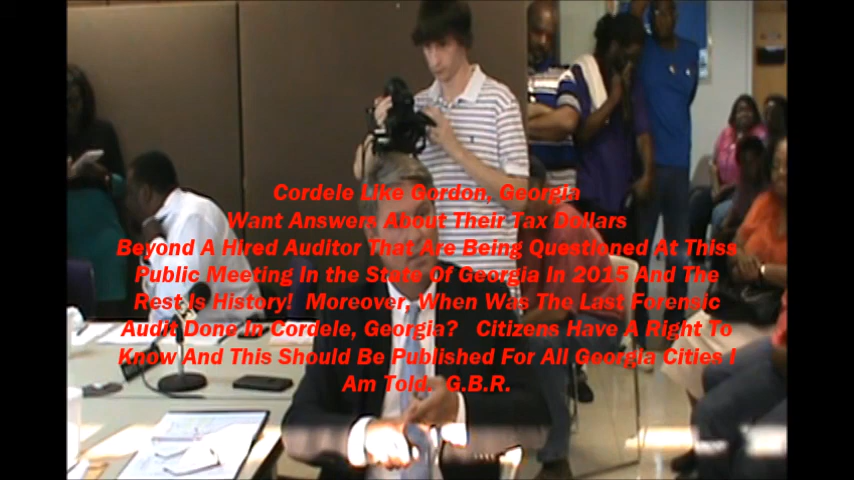 Cordele Like Gordon, Georgia
Want Answers About Their Tax Dollars
Beyond A Hired Auditor That Are Being Questioned At Thiss
Public Meeting In the State Of Georgia In 2015 And The
Rest Is History!  Moreover, When Was The Last Forensic
Audit Done In Cordele, Georgia?   Citizens Have A Right To
Know And This Should Be Published For All Georgia Cities I
Am Told.  G.B.R.